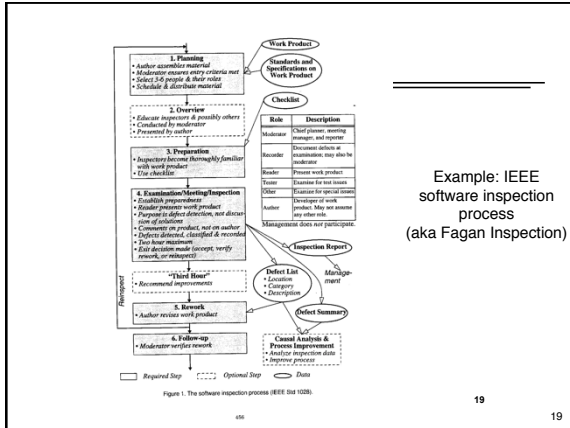 Work Product
1. Planning
• Author assembles material
• Moderator ensures entry criteria met
• Select 3-6 people & their roles
• Schedule & distribute material
Standards and
Specifications on
Work Product
Checklist
2. Overview
• Educate inspectors & possibly others
• Conducted by moderator
• Presented by author
3. Preparation
• Inspectors become thoroughly familiar
with work product
• Use checklist
Role Description
Moderator Chief planner, meeting
manager, and reporter
Recorder Document defects at
examination; may also be
moderator
Reader Present work product
Tester Examine for test issues
Other Examine for special issues
Author Developer of work
product. May not assume
any other role.
Management does not participate.
4. Examination/Meeting/Inspection
• Establish preparedness
• Reader presents work product
• Purpose is defect detection, not discus-
sion of solutions
• Comments on product, not on author
• Defects detected, classified & recorded
• Two hour maximum
• Exit decision made (accept, verify
rework, or reinspect)
Inspection Report
Manage-
ment
"Third Hour"
• Recommend improvements
Defect List
• Location
• Category
• Description
Reinspect
5. Rework
• Author revises work product
Defect Summary
6. Follow-up
• Moderator verifies rework
Causal Analysis &
Process Improvement
• Analyze inspection data
• Improve process
Required Step
Optional Step
Data
Figure 1. The software inspection process (IEEE Std 1028).
Example: IEEE
software inspection
process
(aka Fagan Inspection)
19
19